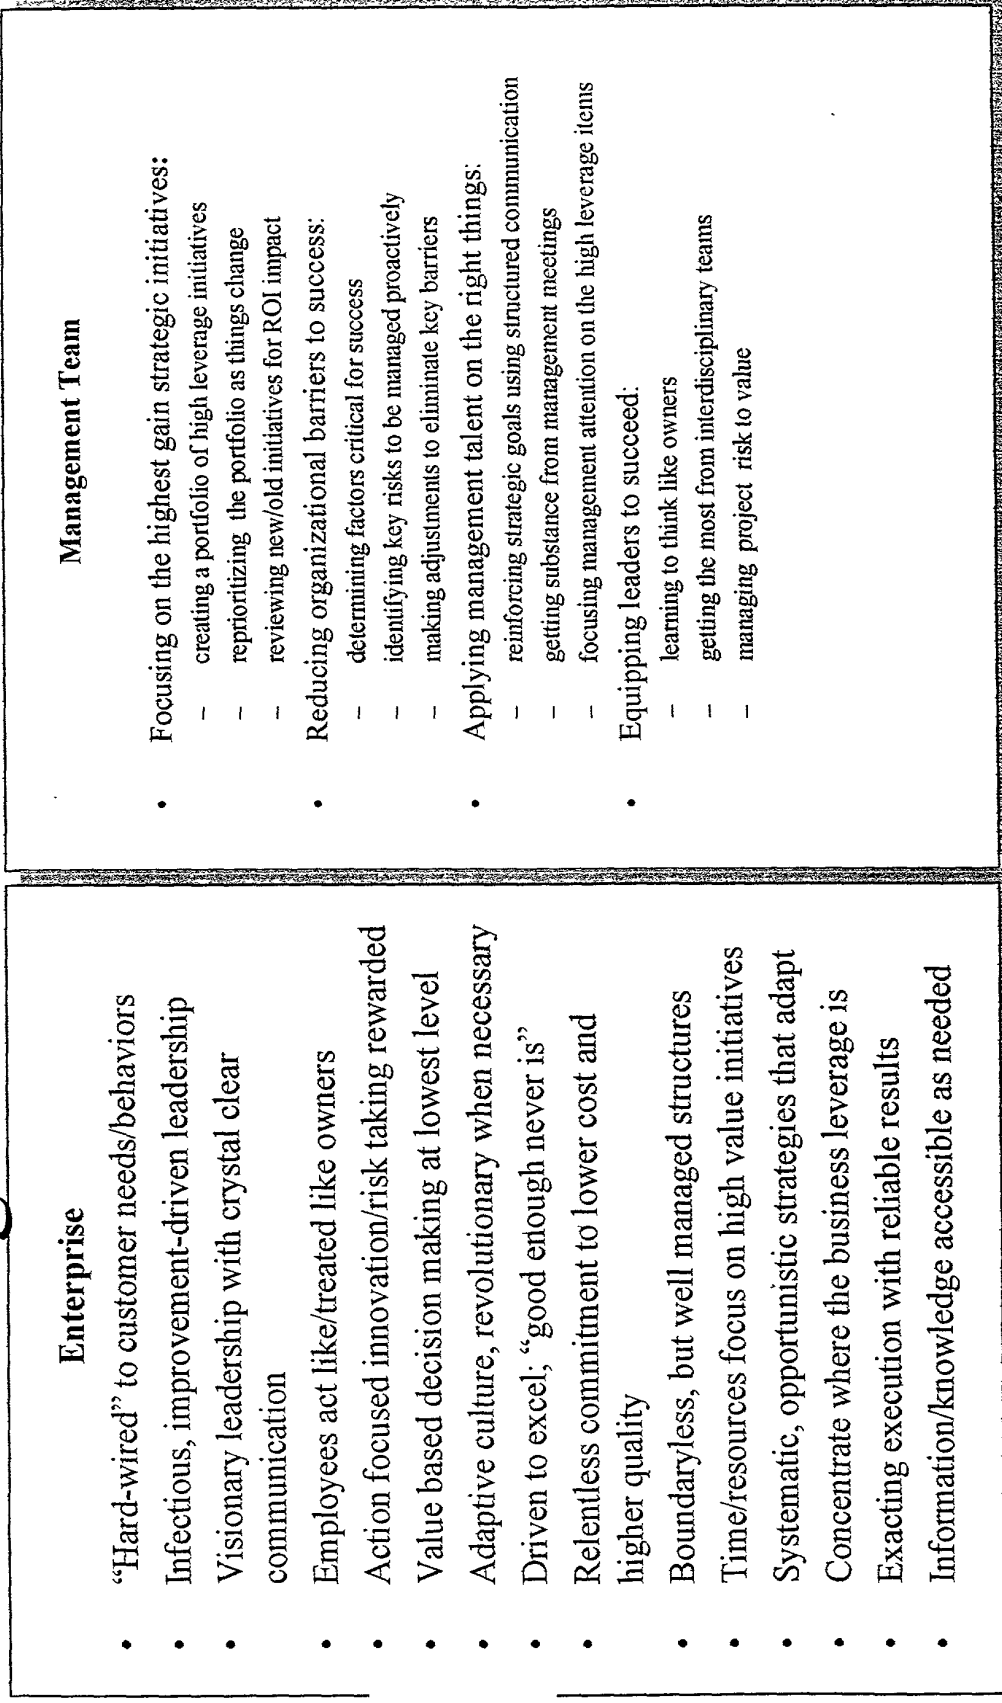 Enterprise
• “Hard-wired” to customer needs/behaviors
• Infectious, improvement-driven leadership
• Visionary leadership with crystal clear
communication
• Employees act like/treated like owners
• Action focused innovation/risk taking rewarded
• Value based decision making at lowest level
• Adaptive culture, revolutionary when necessary
• Driven to excel; “good enough never is”
• Relentless commitment to lower cost and
higher quality
• Boundaryless, but well managed structures
• Time/resources focus on high value initiatives
• Systematic, opportunistic strategies that adapt
• Concentrate where the business leverage is
• Exacting execution with reliable results
• Information/knowledge accessible as needed
Management Team
• Focusing on the highest gain strategic initiatives:
– creating a portfolio of high leverage initiatives
– reprioritizing the portfolio as things change
– reviewing new/old initiatives for ROI impact
• Reducing organizational barriers to success:
– determining factors critical for success
– identifying key risks to be managed proactively
– making adjustments to eliminate key barriers
• Applying management talent on the right things:
– reinforcing strategic goals using structured communication
– getting substance from management meetings
– focusing management attention on the high leverage items
• Equipping leaders to succeed:
– learning to think like owners
– getting the most from interdisciplinary teams
– managing project risk to value